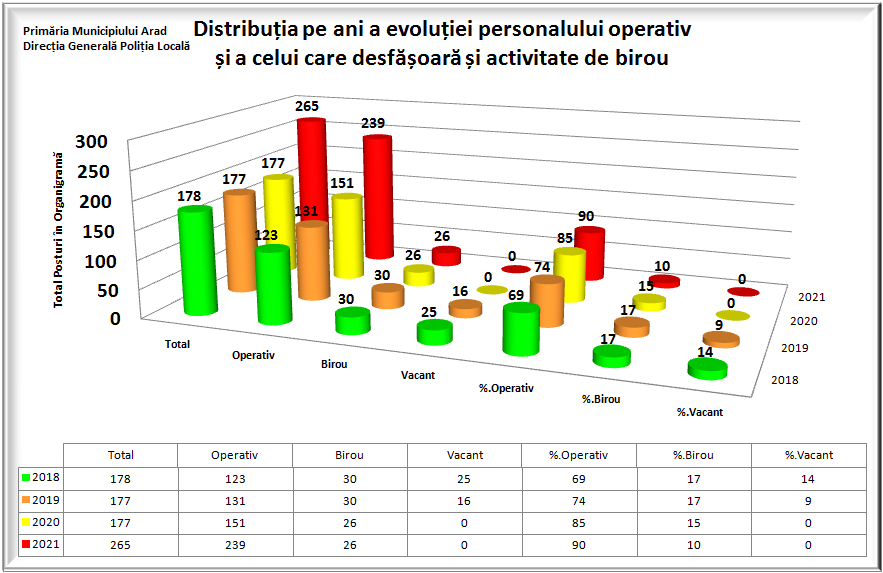 Primăria Municipiului Arad
Direcția Generală Poliția Locală
Distribuția pe ani a evoluției personalului operativ
și a celui care desfășoară și activitate de birou
Total Posturi în Organigramă
300
250
200
150
100
50
0
265
239
177
151
26
0
90
10
0
178
177
131
26
0
85
15
0
123
30
16
74
17
9
30
25
69
17
14
Total
Operativ
Birou
Vacant
%.Operativ
%.Birou
%.Vacant
2021
2020
2019
2018
Total Operativ Birou Vacant %.Operativ %.Birou %.Vacant
2018 178 123 30 25 69 17 14
2019 177 131 30 16 74 17 9
2020 177 151 26 0 85 15 0
2021 265 239 26 0 90 10 0